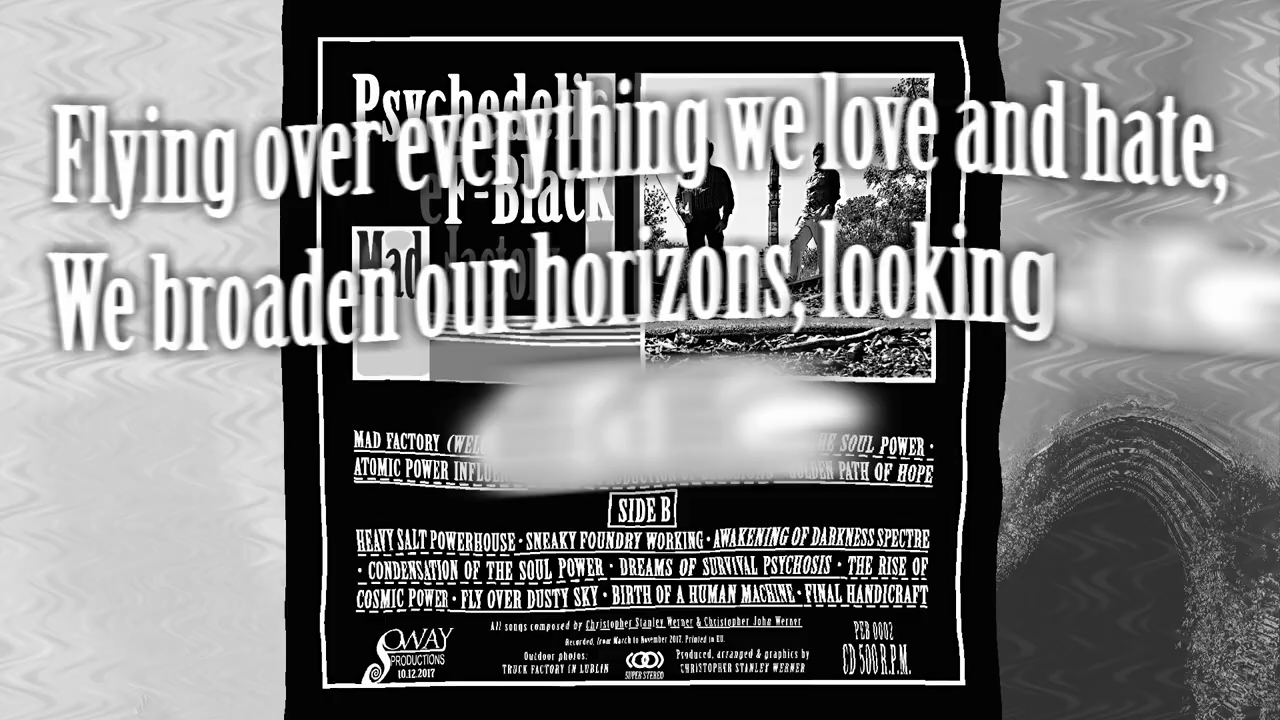 Flying over everything we love and hate,
We broaden our horizons, looking
F-Black
Mad
MAD FACTORY SOUL POWER ·
ATOMIC POWER PATH OF HOPE
SIDE B
HEAVY SALT POWERHOUSE · SNEAKY FOUNDRY WORKING · AWAKENING OF DARKNESS SPECTRE
· CONDENSATION OF THE SOUL POWER · DREAMS OF SURVIVAL PSYCHOSIS · THE RISE OF
COSMIC POWER · FLY OVER DUSTY SKY · BIRTH OF A HUMAN MACHINE · FINAL HANDICRAFT
All songs composed by Christopher Stanley Werner & Christopher John Werner
Recorded, from March to November 2017. Printed in EU.
SWAY
PRODUCTIONS
10.12.2017
Outdoor photos:
TRUCK FACTORY IN LUBLIN
SUPER STEREO
Produced, arranged & graphics by
CHRISTOPHER STANLEY WERNER
PEB 0002
CD 500 R.P.M.